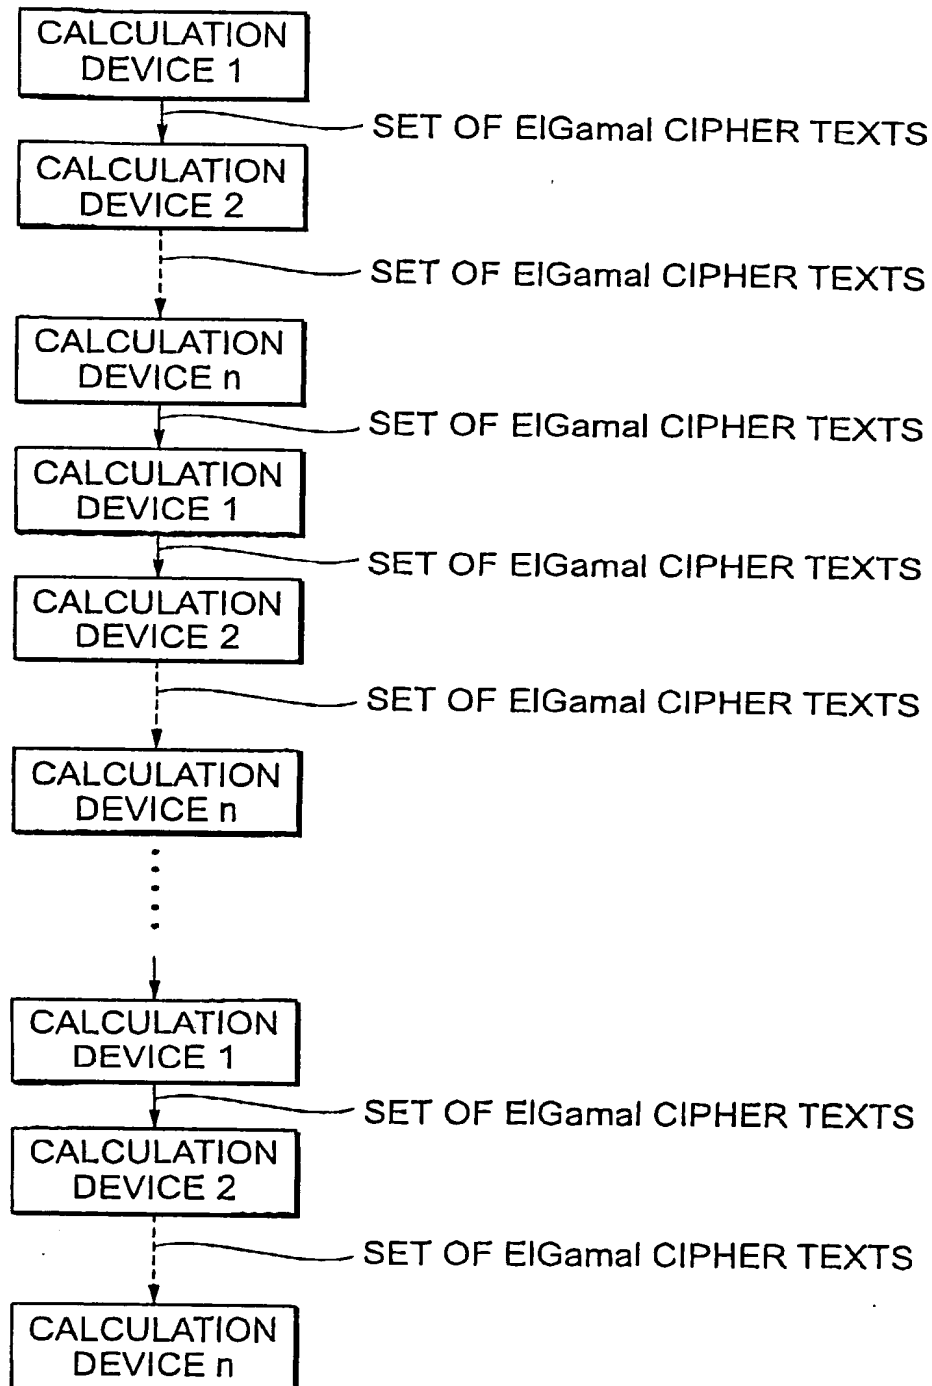 CALCULATION
DEVICE 1
SET OF ElGamal CIPHER TEXTS
CALCULATION
DEVICE 2
SET OF ElGamal CIPHER TEXTS
CALCULATION
DEVICE n
SET OF ElGamal CIPHER TEXTS
CALCULATION
DEVICE 1
SET OF ElGamal CIPHER TEXTS
CALCULATION
DEVICE 2
SET OF ElGamal CIPHER TEXTS
CALCULATION
DEVICE n
CALCULATION
DEVICE 1
SET OF ElGamal CIPHER TEXTS
CALCULATION
DEVICE 2
SET OF ElGamal CIPHER TEXTS
CALCULATION
DEVICE n